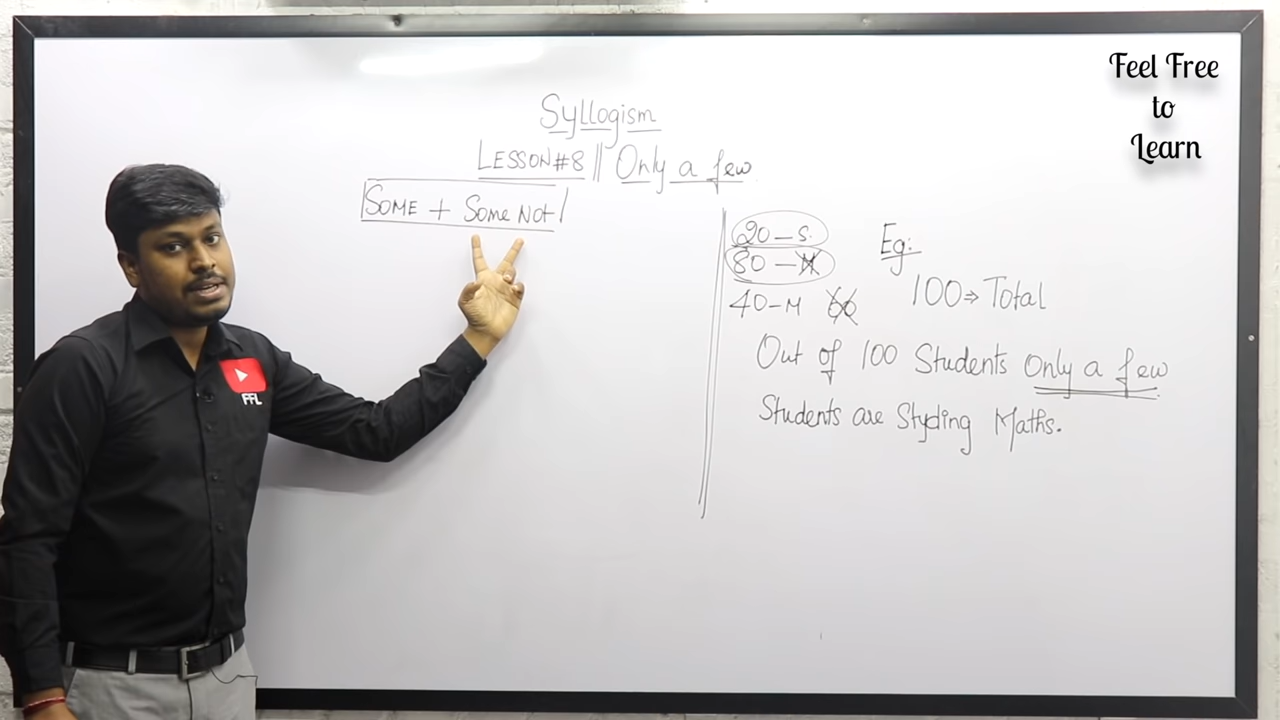 Feel Free
to
Learn
Syllogism
LESSON#8 || Only a few
SOME + Some Not
20 - S.
80 - M
40 - M 60
Eg:
100 ⇒ Total
Out of 100 Students Only a few
Students are Styding Maths.
FFL